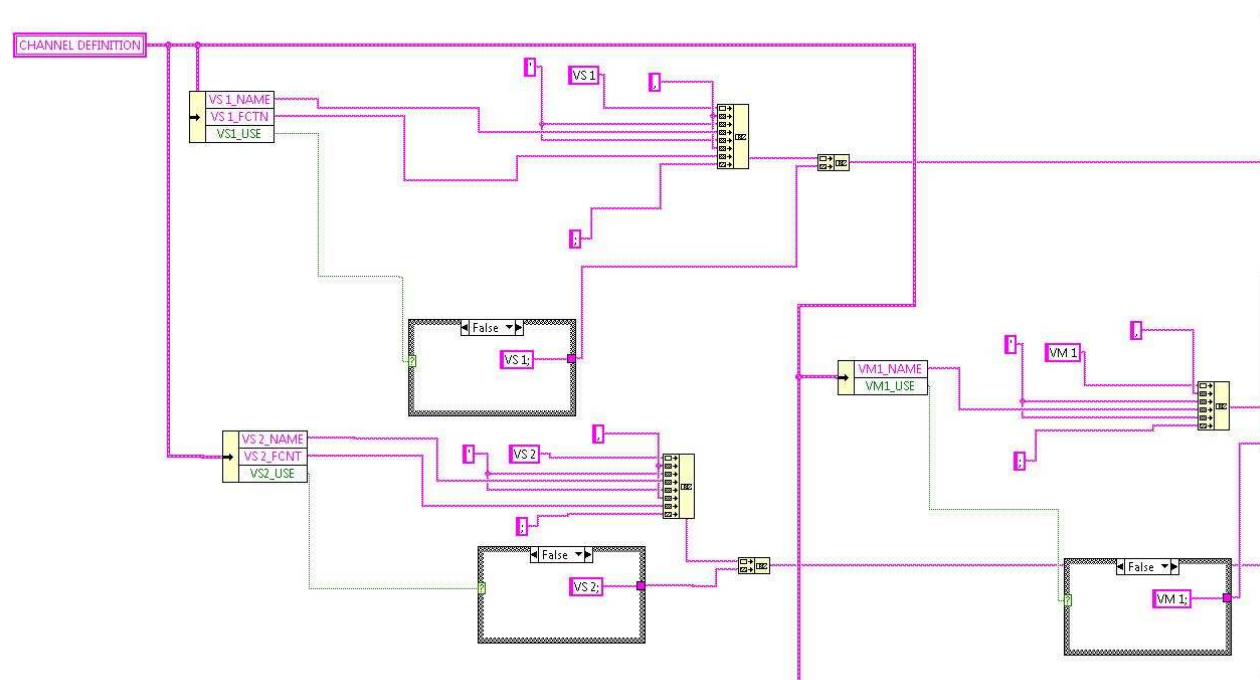 CHANNEL DEFINITION
'
VS 1
,
VS 1_NAME
VS 1_FCTN
VS1_USE
;
False
VS 1;
'
VM 1
,
VM1_NAME
VM1_USE
;
VS 2_NAME
VS 2_FCNT
VS2_USE
'
VS 2
,
;
False
VS 2;
False
VM 1;